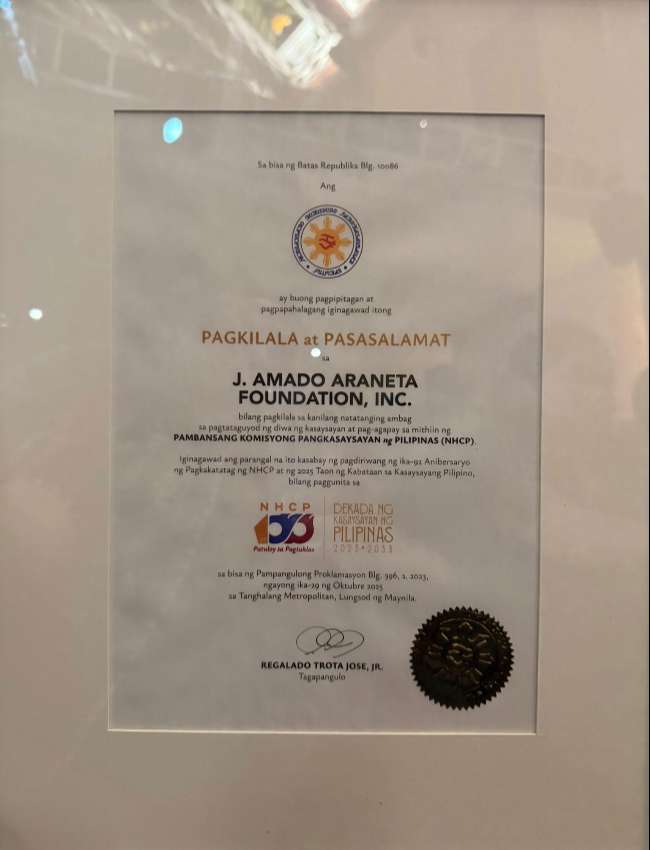 Sa bisa ng Batas Republika Blg. 10086
Ang
ay buong pagpipitagan at
pagpapahalagang iginagawad itong
PAGKILALA at PASASALAMAT
sa
J. AMADO ARANETA
FOUNDATION, INC.
bilang pagkilala sa kanilang natatanging ambag
sa pagtataguyod ng diwa ng kasaysayan at pag-agapay sa mithiin ng
PAMBANSANG KOMISYONG PANGKASAYSAYAN ng PILIPINAS (NHCP).
Iginagawad ang parangal na ito kasabay ng pagdiriwang ng ika-92 Anibersaryo
ng Pagkakatatag ng NHCP at ng 2025 Taon ng Kabataan sa Kasaysayang Pilipino,
bilang paggunita sa
NHCP
100
Patuloy sa Pagtuklas
DEKADA NG
KASAYSAYAN NG
PILIPINAS
2023•2033
sa bisa ng Pampangulong Proklamasyon Blg. 396, s. 2023,
ngayong ika-29 ng Oktubre 2025
sa Tanghalang Metropolitan, Lungsod ng Maynila.
REGALADO TROTA JOSE, JR.
Tagapangulo